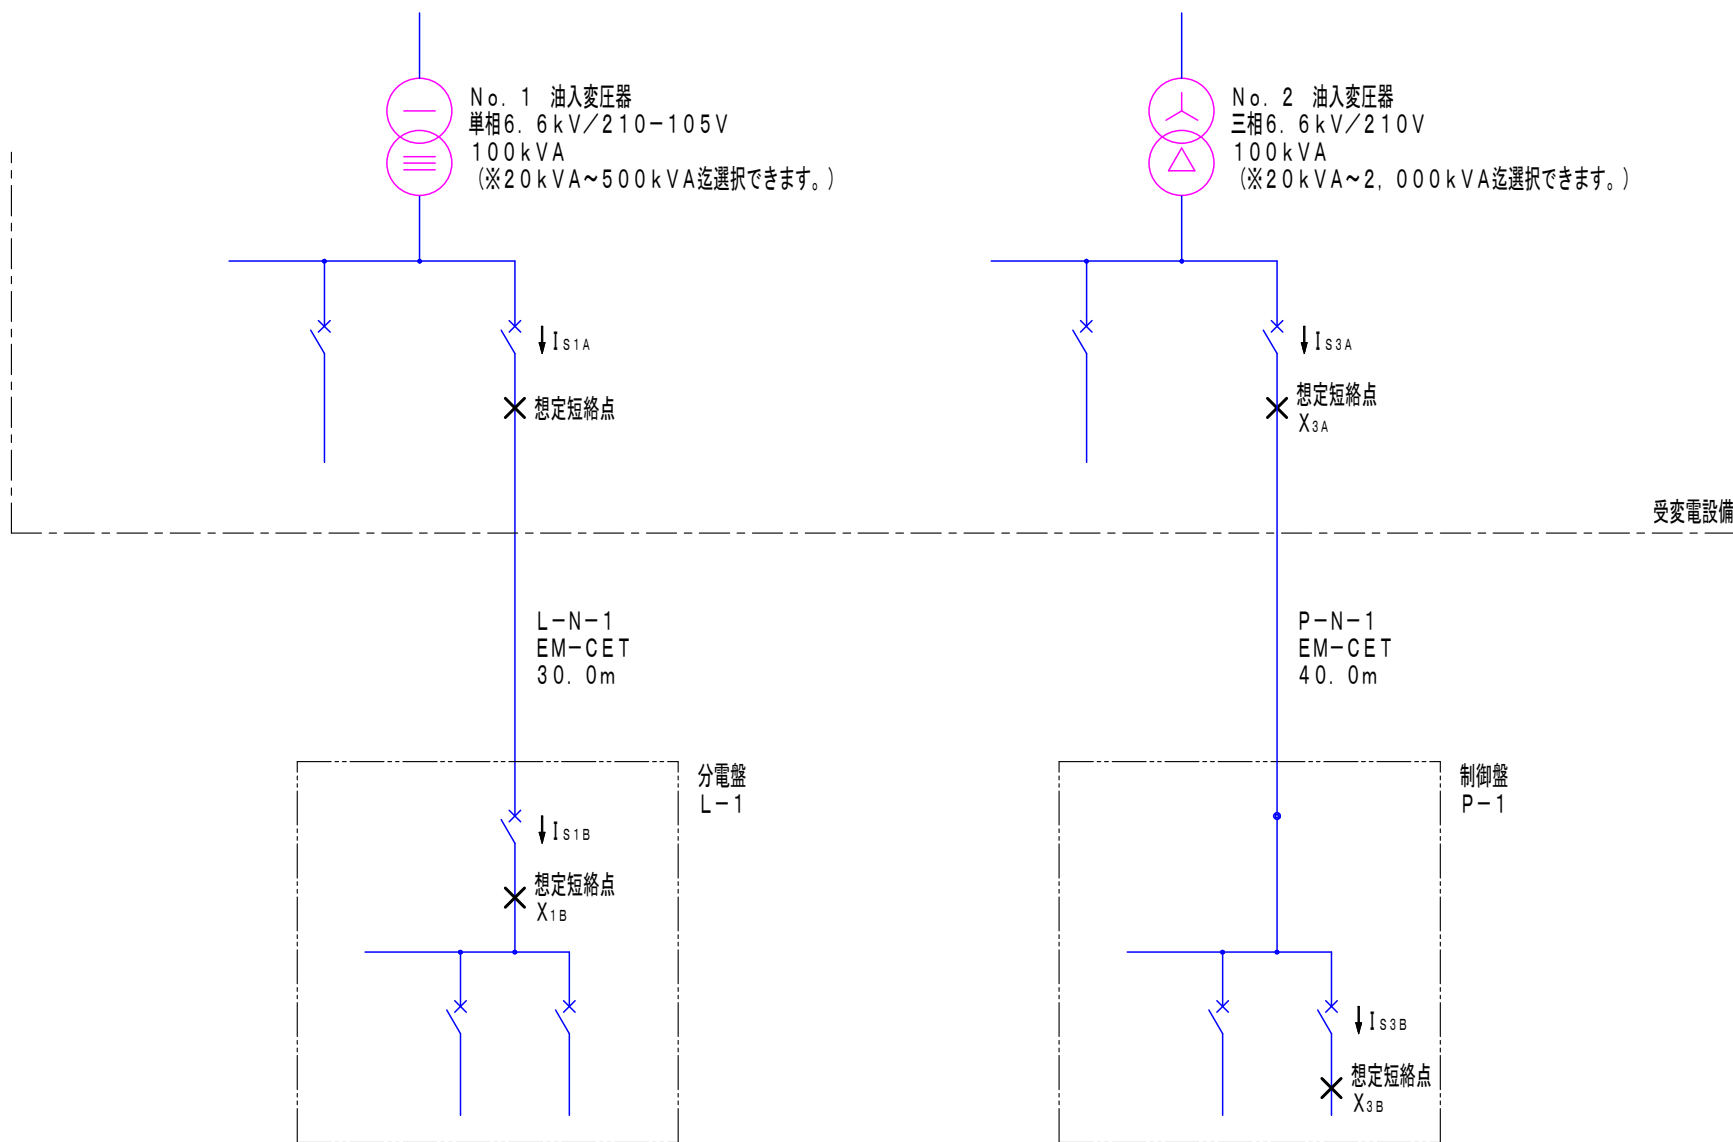 No. 1 油入変圧器
単相6. 6kV/210-105V
100kVA
(※20kVA~500kVA迄選択できます。)
No. 2 油入変圧器
三相6. 6kV/210V
100kVA
(※20kVA~2, 000kVA迄選択できます。)
IS1A
想定短絡点
IS3A
想定短絡点
X3A
受変電設備
L-N-1
EM-CET
30. 0m
P-N-1
EM-CET
40. 0m
分電盤
L-1
制御盤
P-1
IS1B
想定短絡点
X1B
IS3B
想定短絡点
X3B